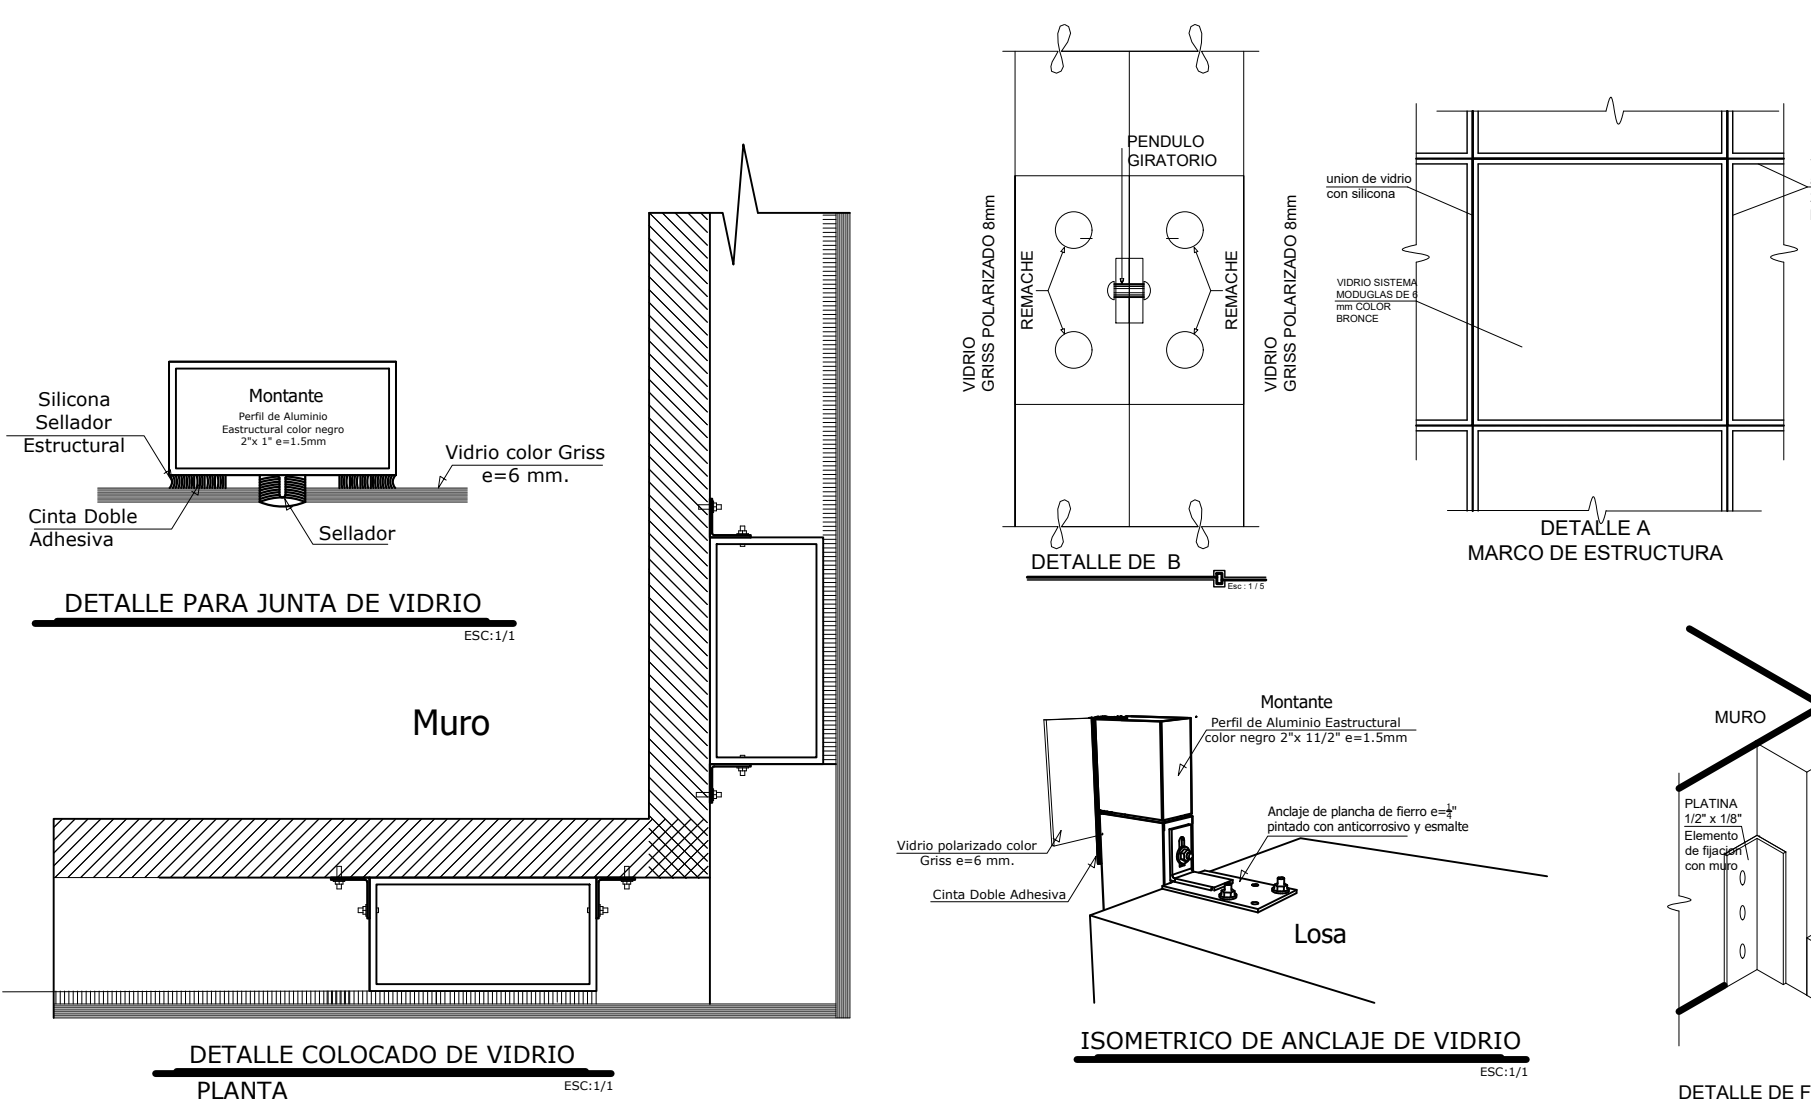 Silicona
Sellador
Estructural
Montante
Perfil de Aluminio
Eastructural color negro
2"x 1" e=1.5mm
Vidrio color Griss
e=6 mm.
Cinta Doble
Adhesiva
Sellador
DETALLE PARA JUNTA DE VIDRIO
ESC:1/1
Muro
DETALLE COLOCADO DE VIDRIO
ESC:1/1
PLANTA
PENDULO
GIRATORIO
VIDRIO
GRISS POLARIZADO 8mm
REMACHE
REMACHE
VIDRIO
GRISS POLARIZADO 8mm
DETALLE DE B
Esc : 1 / 5
union de vidrio
con silicona
VIDRIO SISTEMA
MODUGLAS DE 6
mm COLOR
BRONCE
DETALLE A
MARCO DE ESTRUCTURA
Montante
Perfil de Aluminio Eastructural
color negro 2"x 11/2" e=1.5mm
Anclaje de plancha de fierro e=¼"
pintado con anticorrosivo y esmalte
Vidrio polarizado color
Griss e=6 mm.
Cinta Doble Adhesiva
Losa
ISOMETRICO DE ANCLAJE DE VIDRIO
ESC:1/1
MURO
PLATINA
1/2" x 1/8"
Elemento
de fijacion
con muro
DETALLE DE F